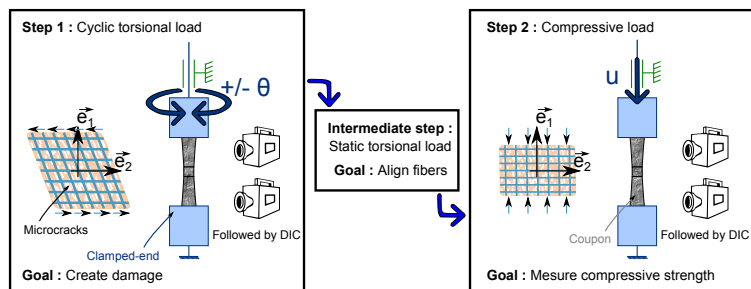 Step 1 : Cyclic torsional load
+/- θ
e1
e2
Microcracks
Clamped-end
Followed by DIC
Goal : Create damage
Intermediate step :
Static torsional load
Goal : Align fibers
Step 2 : Compressive load
u
e1
e2
Coupon
Followed by DIC
Goal : Mesure compressive strength